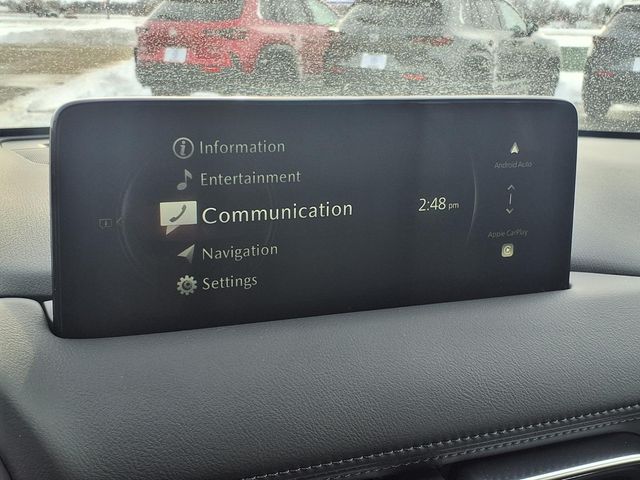 Information
Entertainment
Communication
Navigation
Settings
2:48 pm
Android Auto
Apple CarPlay